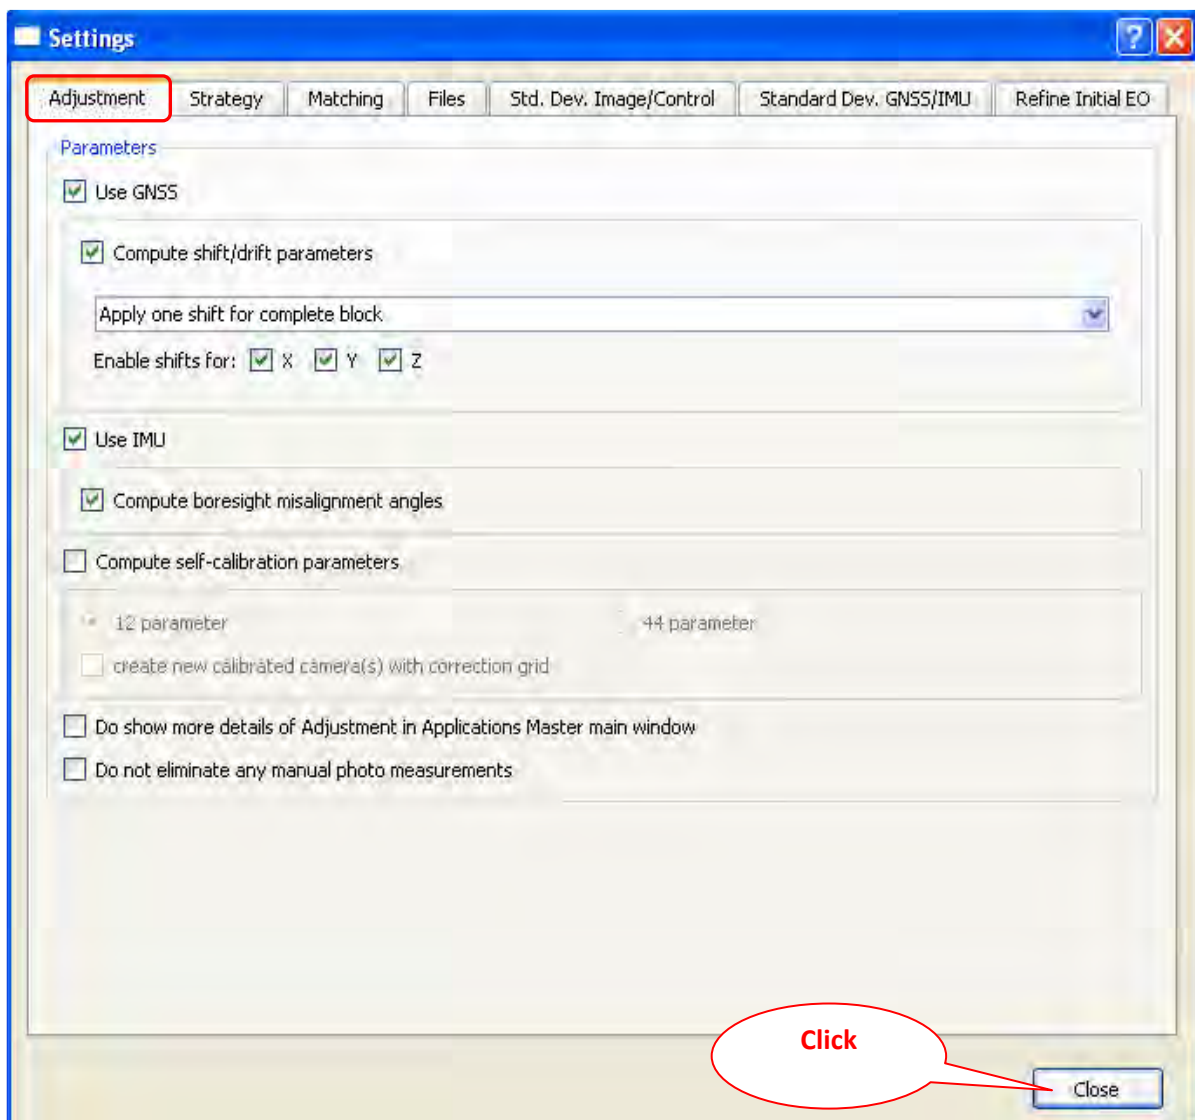 Settings
Adjustment Strategy Matching Files Std. Dev. Image/Control Standard Dev. GNSS/IMU Refine Initial EO
Parameters
Use GNSS
Compute shift/drift parameters
Apply one shift for complete block
Enable shifts for: X Y Z
Use IMU
Compute boresight misalignment angles
Compute self-calibration parameters
12 parameter 44 parameter
create new calibrated camera(s) with correction grid
Do show more details of Adjustment in Applications Master main window
Do not eliminate any manual photo measurements
Click
Close